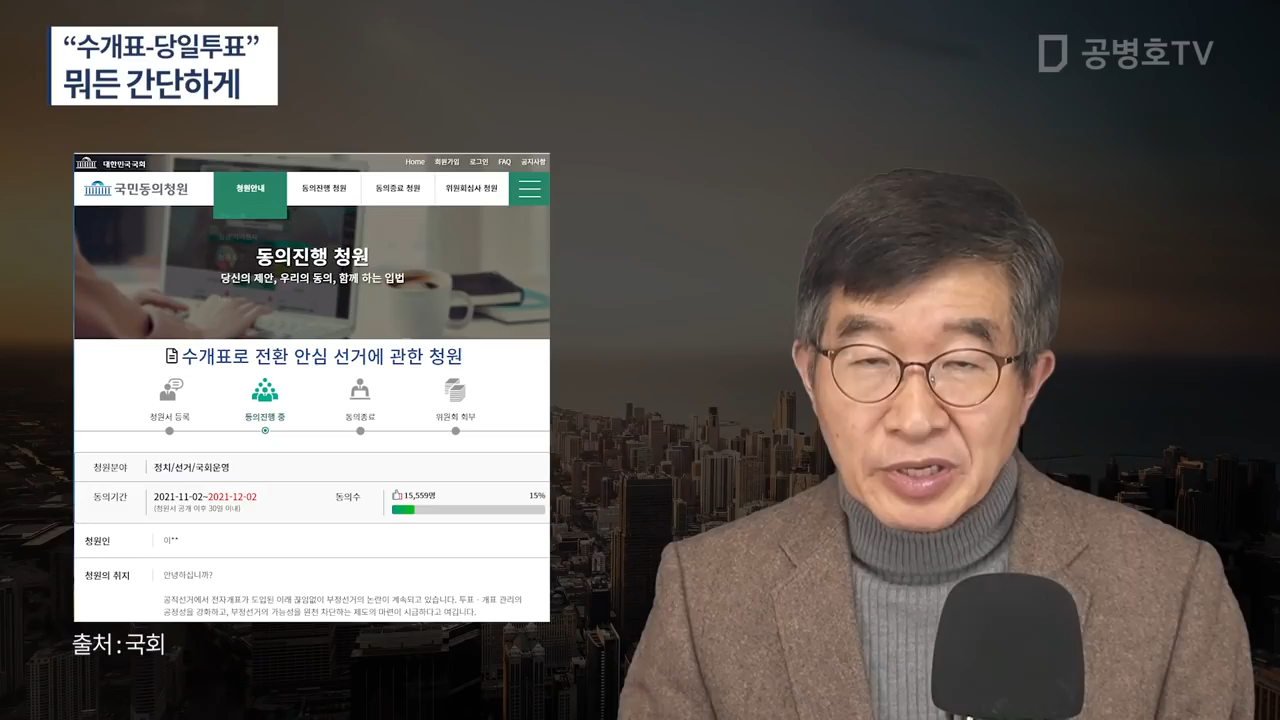 “수개표-당일투표”
뭐든 간단하게
공병호TV
대한민국국회
Home 회원가입 로그인 FAQ 공지사항
국민동의청원
청원안내 동의진행 청원 동의종료 청원 위원회심사 청원
동의진행 청원
당신의 제안, 우리의 동의, 함께 하는 입법
수개표로 전환 안심 선거에 관한 청원
청원서 등록 동의진행 중 동의종료 위원회 회부
청원분야 정치/선거/국회운영
동의기간 2021-11-02~2021-12-02 동의수 15,559명 15%
(청원서 공개 이후 30일 이내)
청원인 이**
청원의 취지 안녕하십니까?
공직선거에서 전자개표가 도입된 이래 끊임없이 부정선거의 논란이 계속되고 있습니다. 투표 · 개표 관리의
공정성을 강화하고, 부정선거의 가능성을 원천 차단하는 제도의 마련이 시급하다고 여깁니다.
출처 : 국회